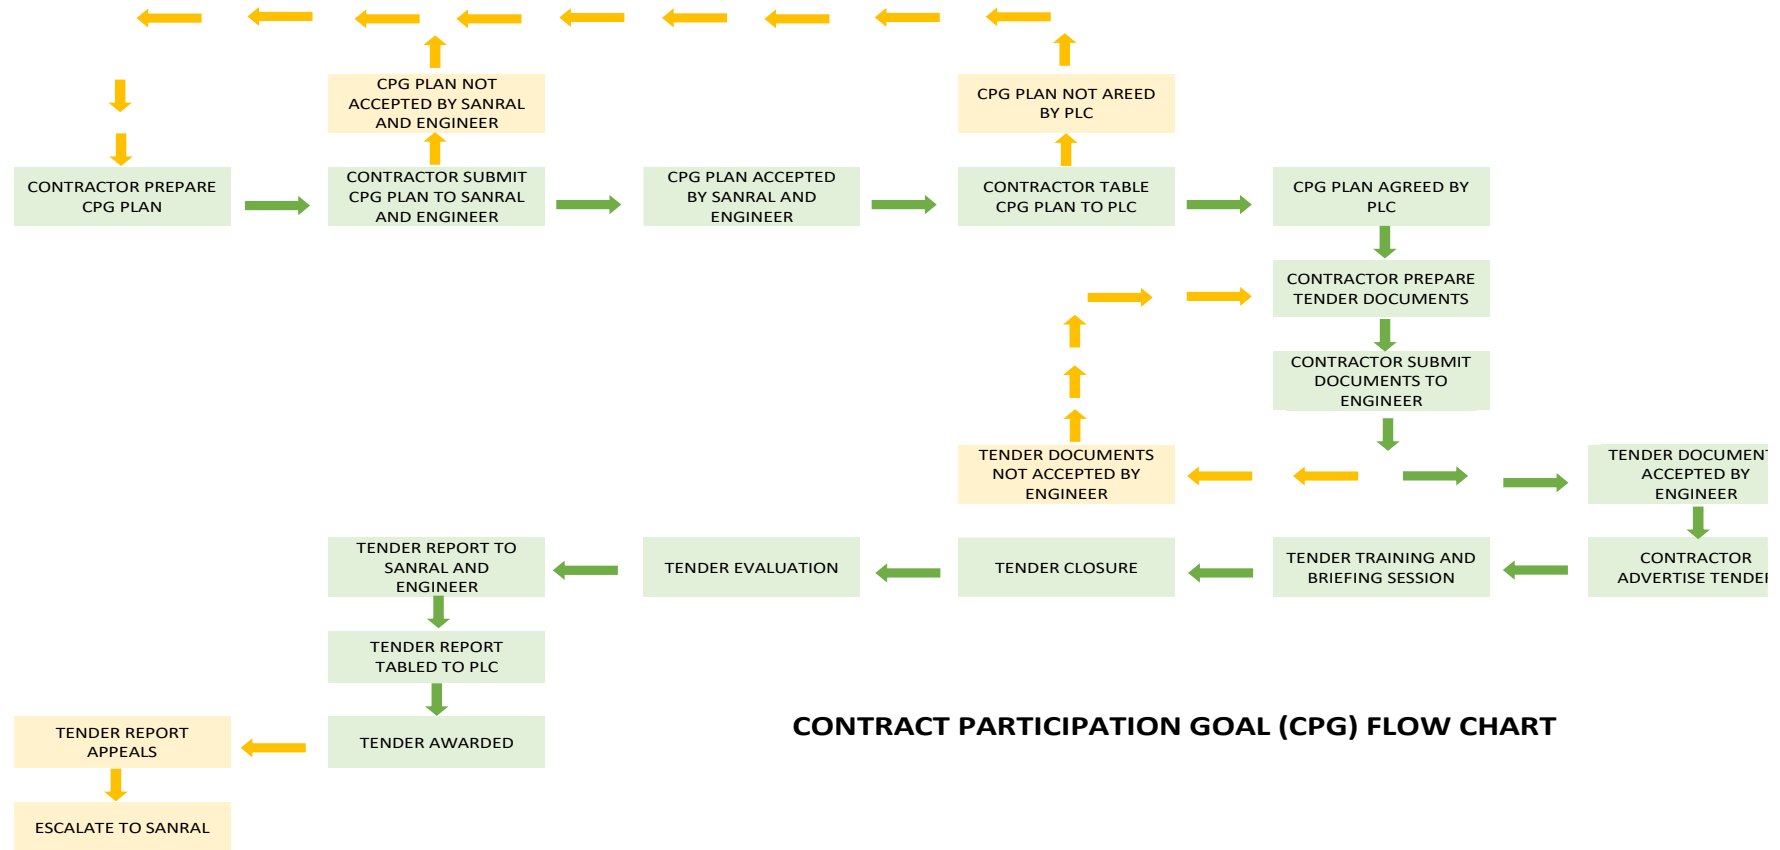 CPG PLAN NOT
ACCEPTED BY SANRAL
AND ENGINEER
CPG PLAN NOT AREED
BY PLC
CONTRACTOR PREPARE
CPG PLAN
CONTRACTOR SUBMIT
CPG PLAN TO SANRAL
AND ENGINEER
CPG PLAN ACCEPTED
BY SANRAL AND
ENGINEER
CONTRACTOR TABLE
CPG PLAN TO PLC
CPG PLAN AGREED BY
PLC
CONTRACTOR PREPARE
TENDER DOCUMENTS
CONTRACTOR SUBMIT
DOCUMENTS TO
ENGINEER
TENDER DOCUMENTS
NOT ACCEPTED BY
ENGINEER
TENDER DOCUMENT
ACCEPTED BY
ENGINEER
TENDER REPORT TO
SANRAL AND
ENGINEER
TENDER EVALUATION
TENDER CLOSURE
TENDER TRAINING AND
BRIEFING SESSION
CONTRACTOR
ADVERTISE TENDER
TENDER REPORT
TABLED TO PLC
TENDER REPORT
APPEALS
TENDER AWARDED
CONTRACT PARTICIPATION GOAL (CPG) FLOW CHART
ESCALATE TO SANRAL